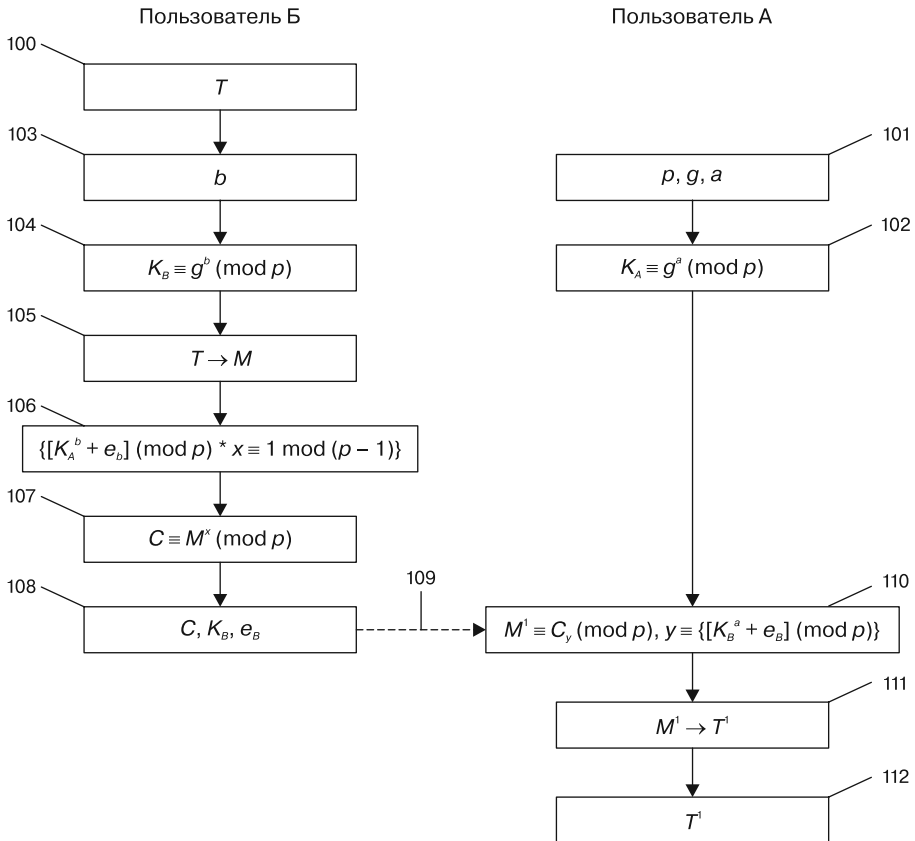 Пользователь Б
Пользователь А
100
T
103
b
101
p, g, a
104
K_B ≡ g^b (mod p)
102
K_A ≡ g^a (mod p)
105
T → M
106
{[K_A^b + e_b] (mod p) * x ≡ 1 mod (p – 1)}
107
C ≡ M^x (mod p)
108
C, K_B, e_B
109
110
M^1 ≡ C_y (mod p), y ≡ {[K_B^a + e_B] (mod p)}
111
M^1 → T^1
112
T^1